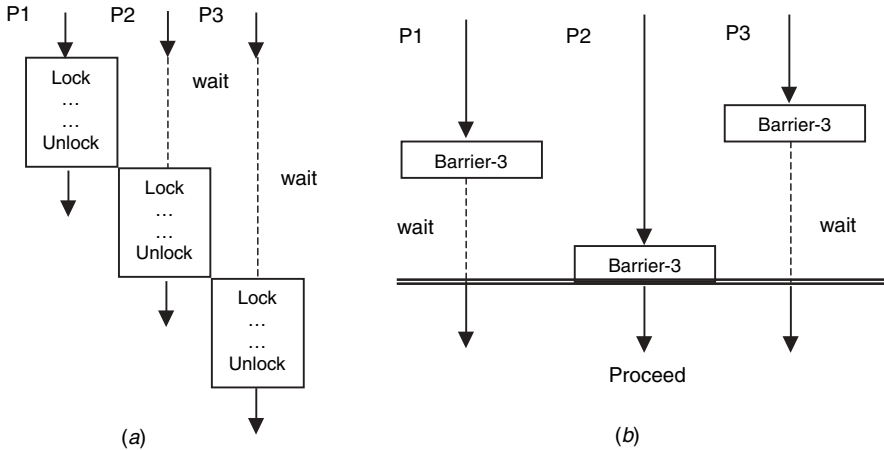 P1
P2
P3
Lock
…
…
Unlock
wait
Lock
…
…
Unlock
wait
Lock
…
…
Unlock
(a)
P1
P2
P3
Barrier-3
Barrier-3
wait
wait
Barrier-3
Proceed
(b)